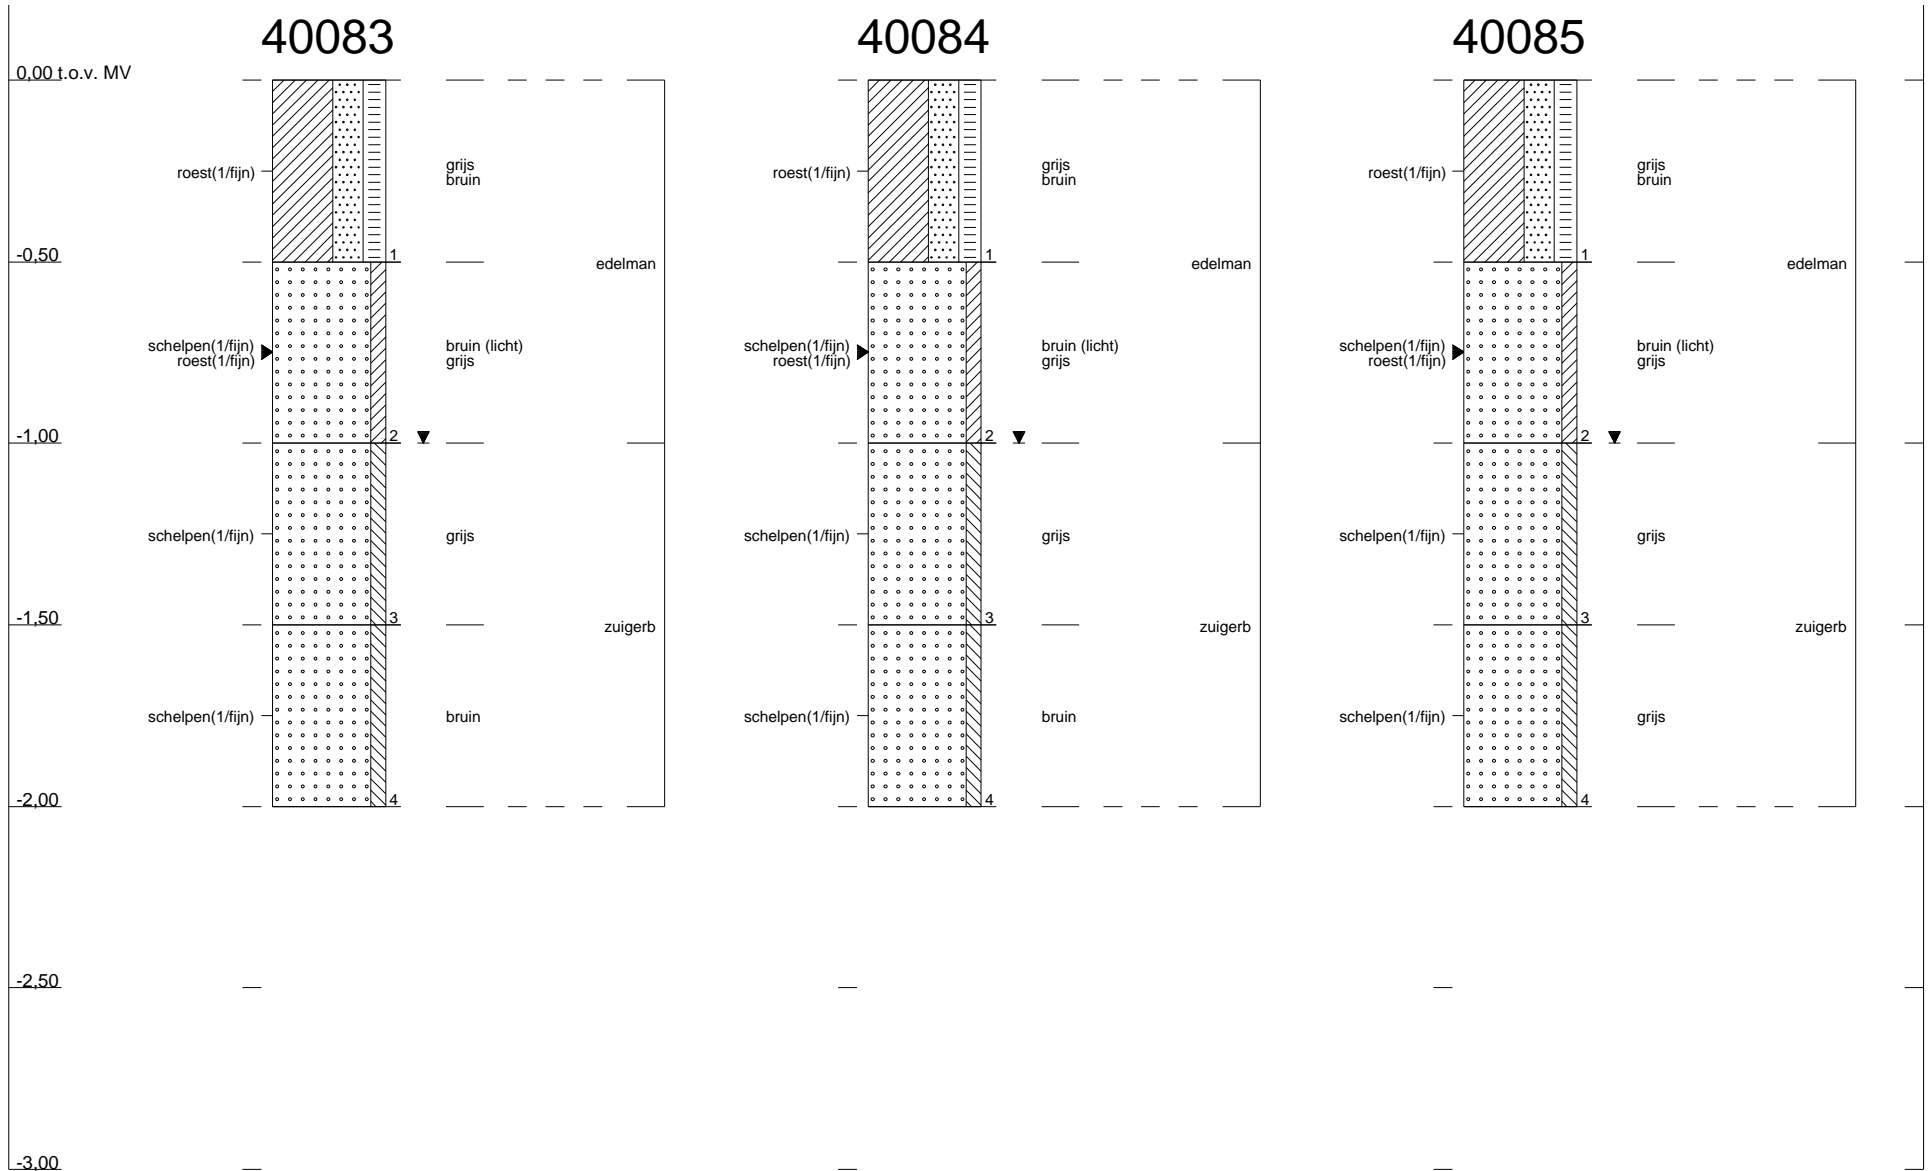 40083 40084 40085
0,00 t.o.v. MV
roest(1/fijn) grijs roest(1/fijn) grijs roest(1/fijn) grijs
bruin bruin bruin
-0,50 1 1 1
edelman edelman edelman
schelpen(1/fijn) bruin (licht) schelpen(1/fijn) bruin (licht) schelpen(1/fijn) bruin (licht)
roest(1/fijn) grijs roest(1/fijn) grijs roest(1/fijn) grijs
-1,00 2 2 2
schelpen(1/fijn) grijs schelpen(1/fijn) grijs schelpen(1/fijn) grijs
-1,50 3 3 3
zuigerb zuigerb zuigerb
schelpen(1/fijn) bruin schelpen(1/fijn) bruin schelpen(1/fijn) grijs
-2,00 4 4 4
-2,50
-3,00